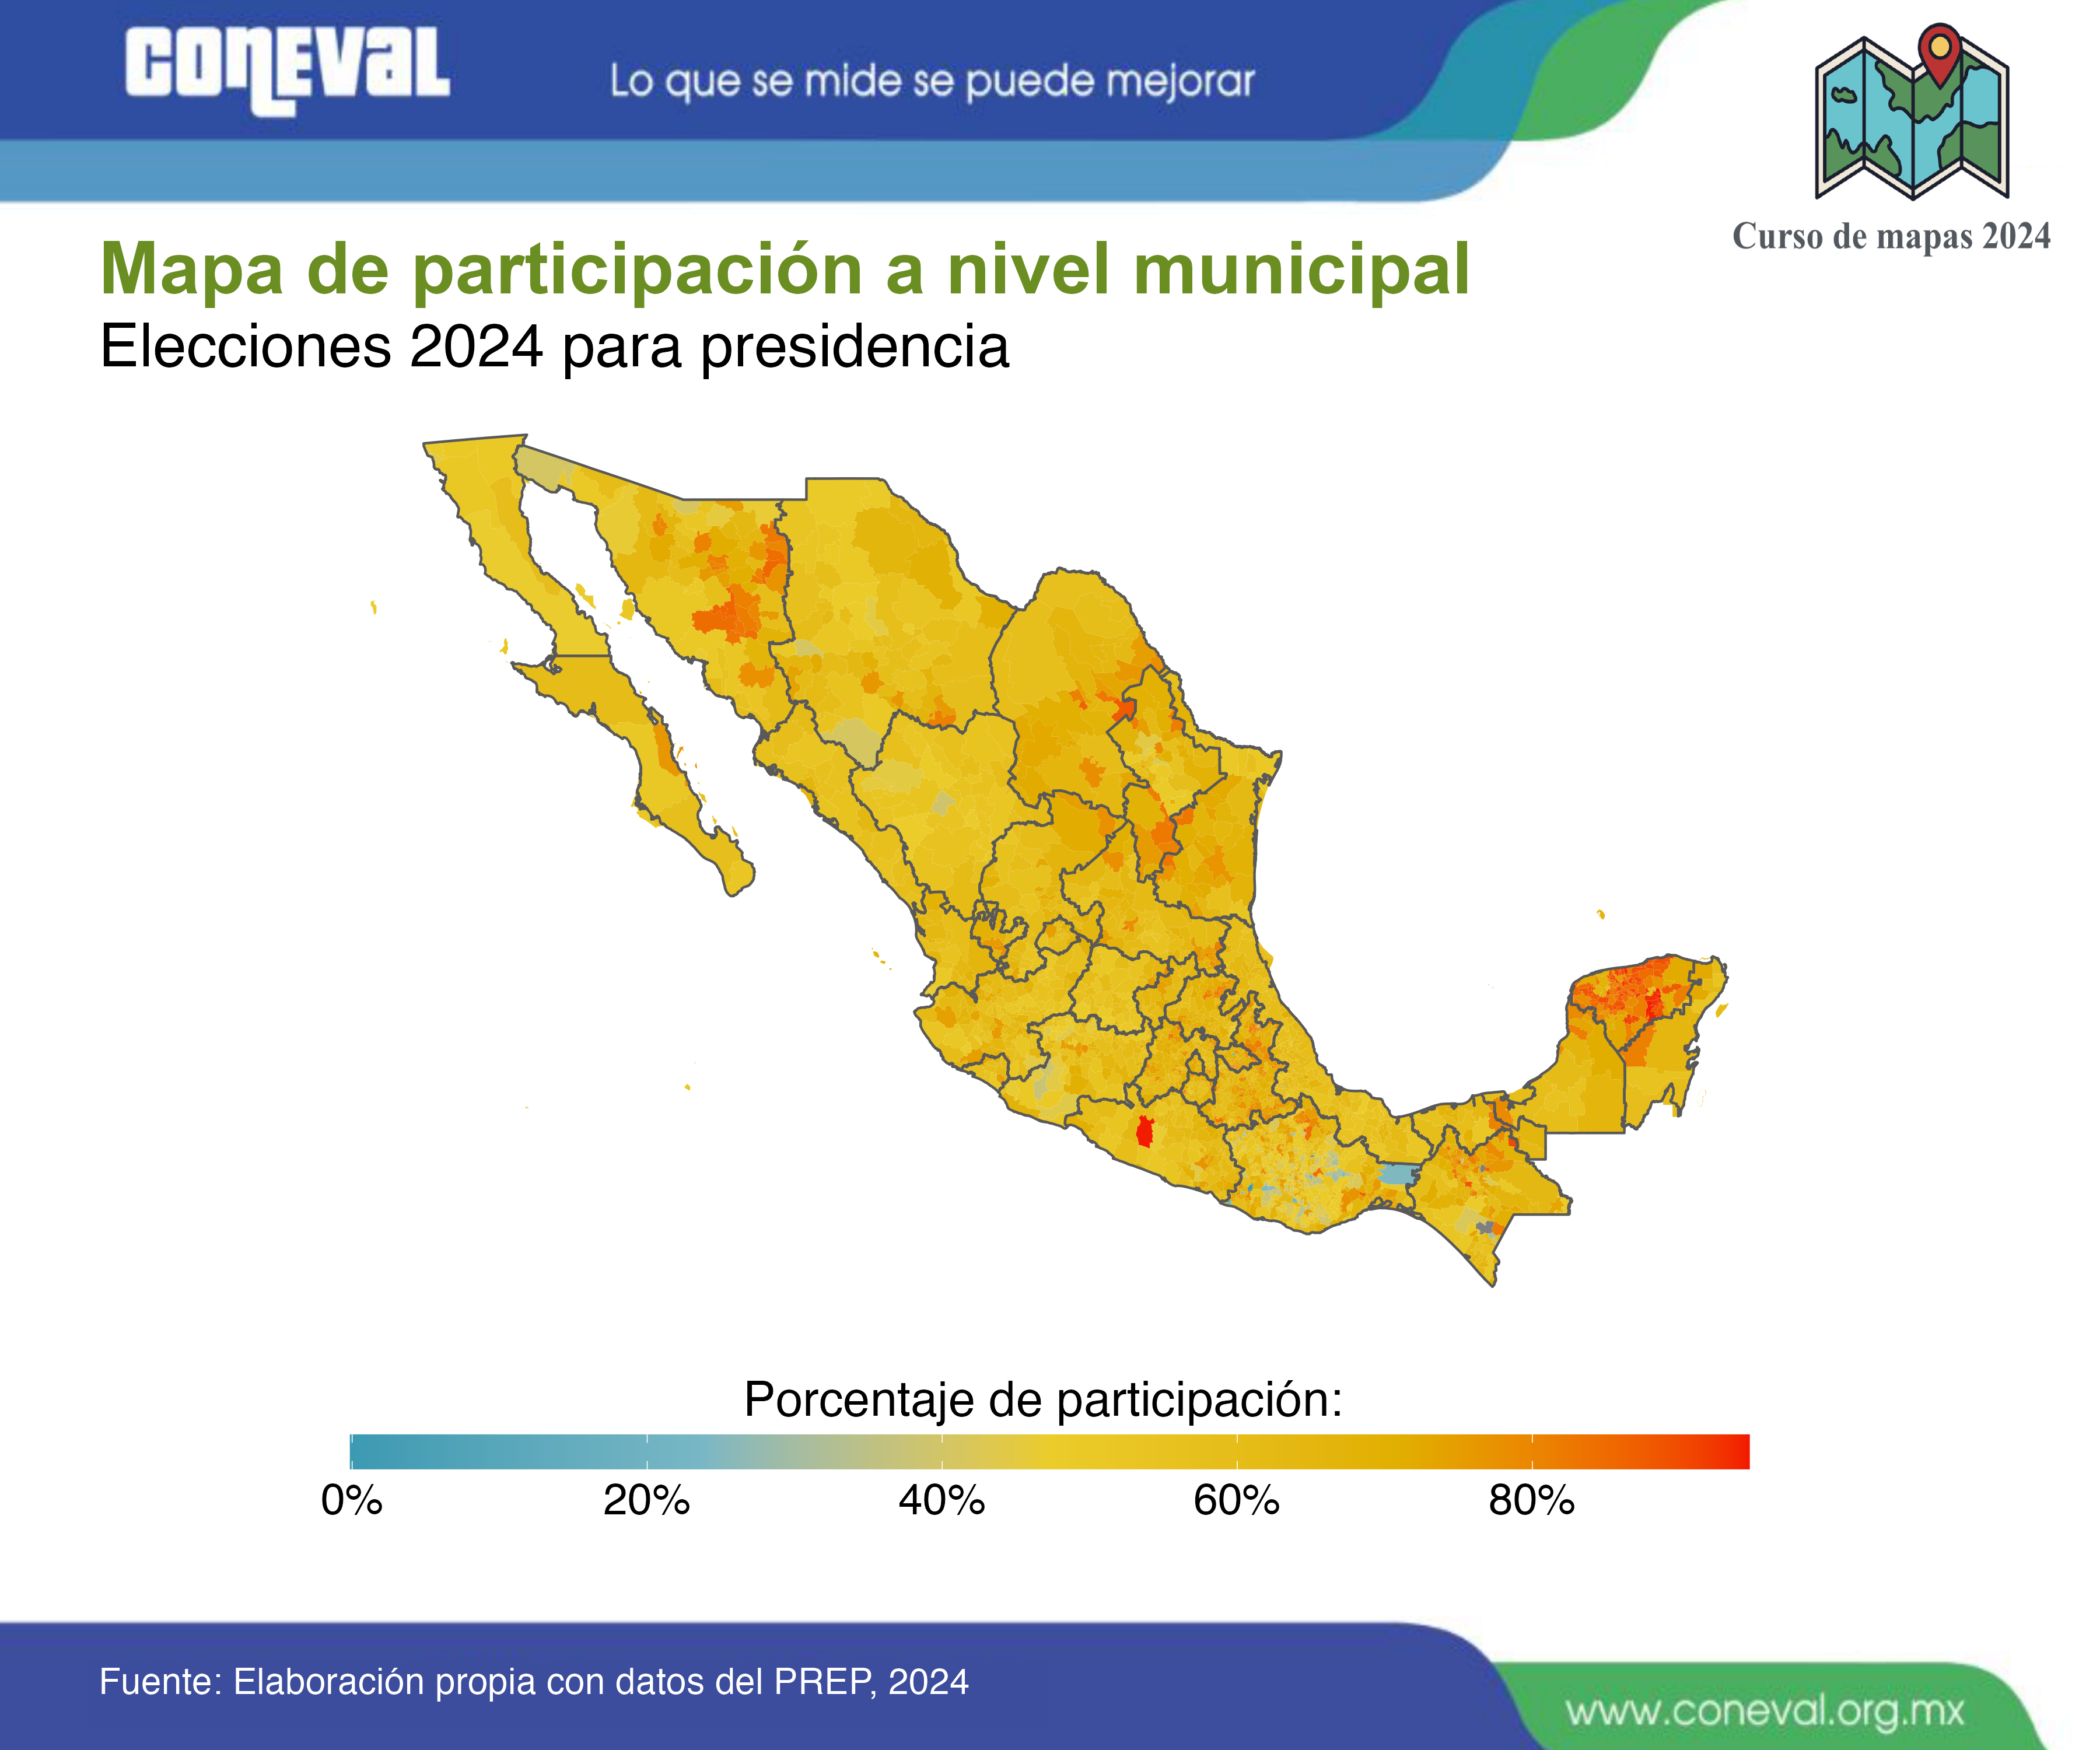 CONEVAL
Lo que se mide se puede mejorar
Curso de mapas 2024
Mapa de participación a nivel municipal
Elecciones 2024 para presidencia
Porcentaje de participación:
0% 20% 40% 60% 80%
Fuente: Elaboración propia con datos del PREP, 2024
www.coneval.org.mx